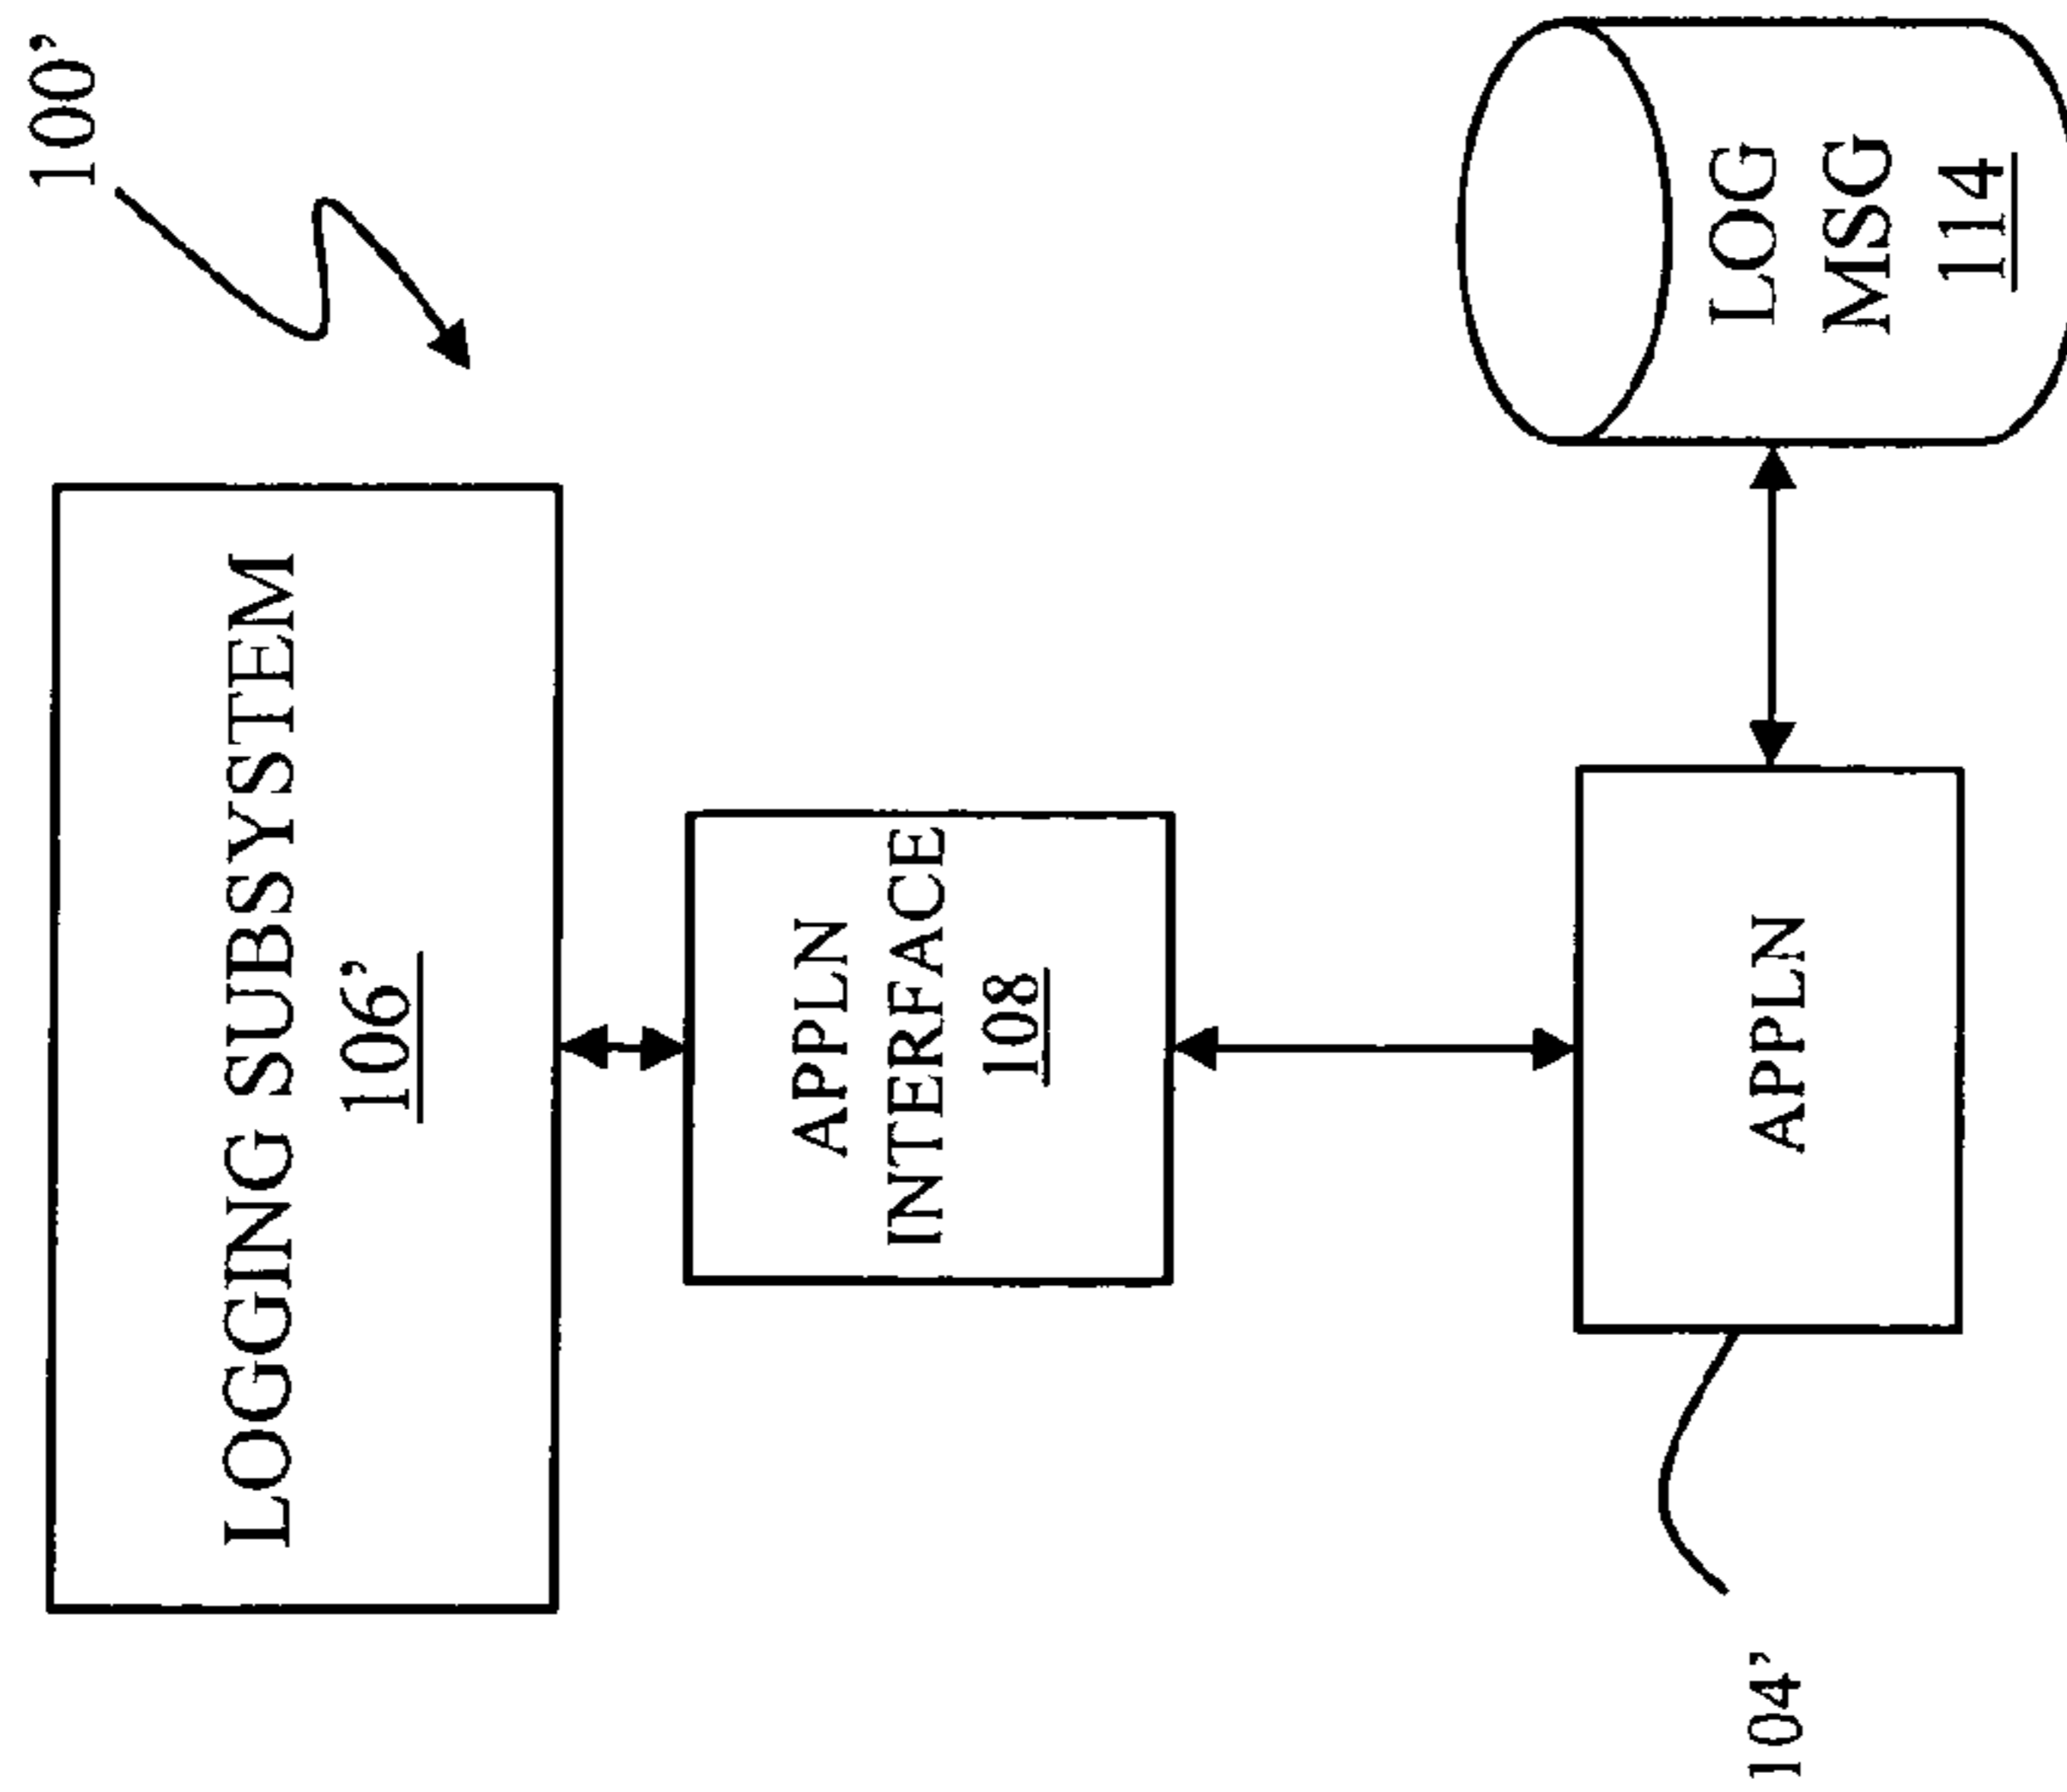 100’
LOGGING SUBSYSTEM
106’
APPLN
INTERFACE
108
APPLN
104’
LOG
MSG
114